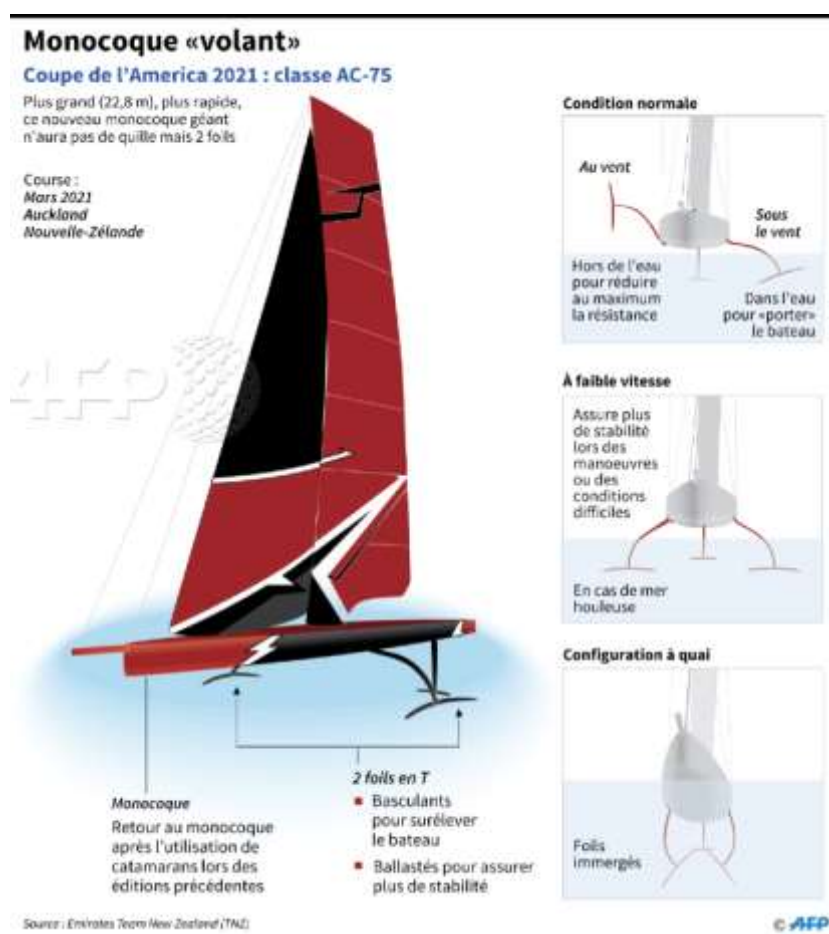 Monocoque «volant»
Coupe de l'America 2021 : classe AC-75
Plus grand (22,8 m), plus rapide,
ce nouveau monocoque géant
n'aura pas de quille mais 2 foils
Course :
Mars 2021
Auckland
Nouvelle-Zélande
AFP
Monocoque
Retour au monocoque
après l'utilisation de
catamarans lors des
éditions précédentes
2 foils en T
Basculants
pour surélever
le bateau
Ballastés pour assurer
plus de stabilité
Condition normale
Au vent
Sous
le vent
Hors de l'eau
pour réduire
au maximum
la résistance
Dans l'eau
pour «porter»
le bateau
À faible vitesse
Assure plus
de stabilité
lors des
manoeuvres
ou des
conditions
difficiles
En cas de mer
houleuse
Configuration à quai
Foils
immergés
Source : Emirates Team New Zealand (TNZ)
© AFP